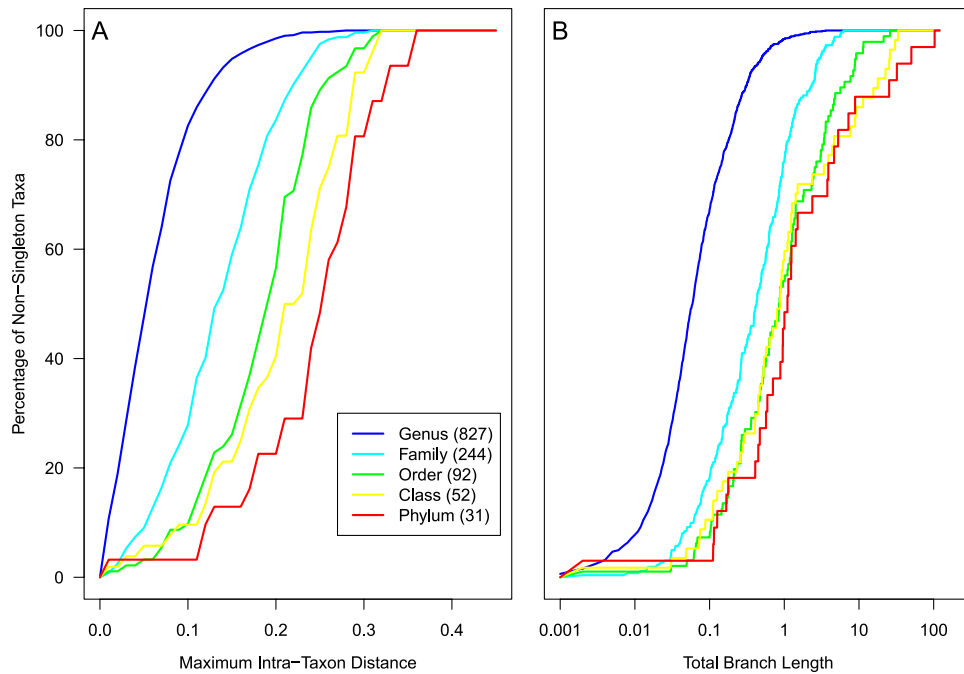 A
B
Percentage of Non−Singleton Taxa
100
80
60
40
20
0
Genus (827)
Family (244)
Order (92)
Class (52)
Phylum (31)
0.0 0.1 0.2 0.3 0.4
0.001 0.01 0.1 1 10 100
Maximum Intra−Taxon Distance
Total Branch Length